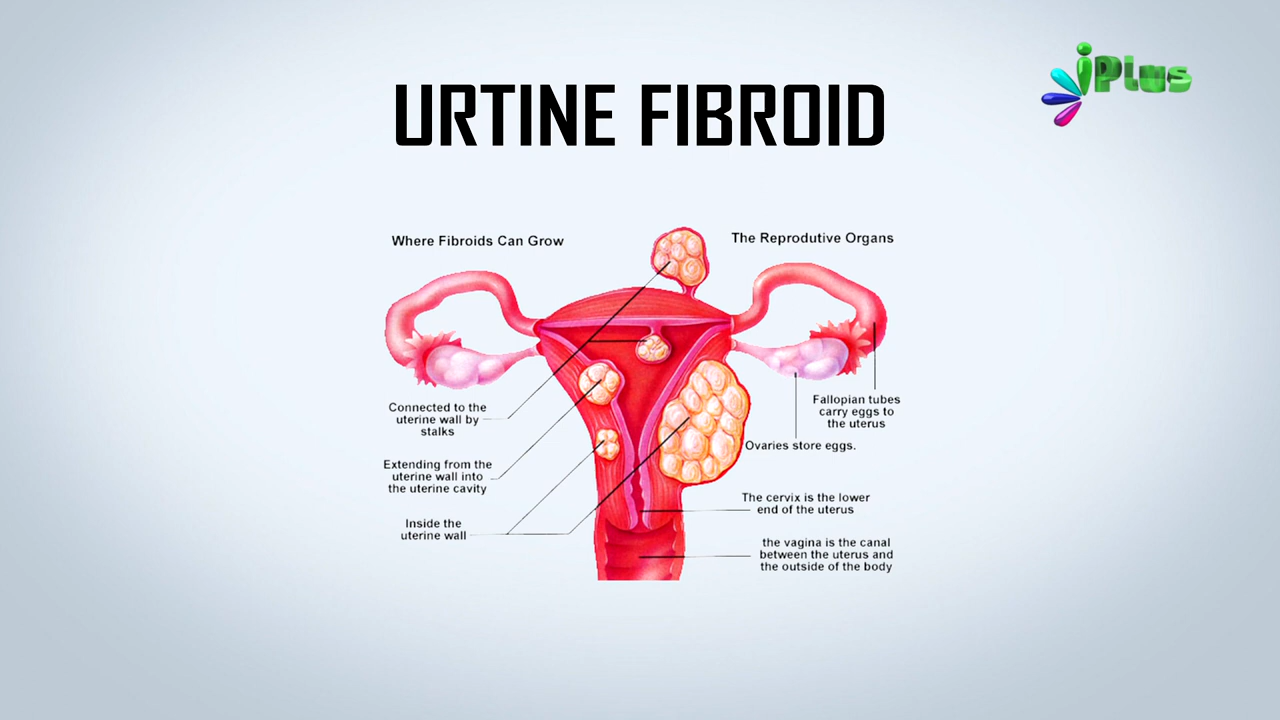 iPlus
URTINE FIBROID
Where Fibroids Can Grow
The Reprodutive Organs
Connected to the
uterine wall by
stalks
Extending from the
uterine wall into
the uterine cavity
Inside the
uterine wall
Fallopian tubes
carry eggs to
the uterus
Ovaries store eggs.
The cervix is the lower
end of the uterus
the vagina is the canal
between the uterus and
the outside of the body